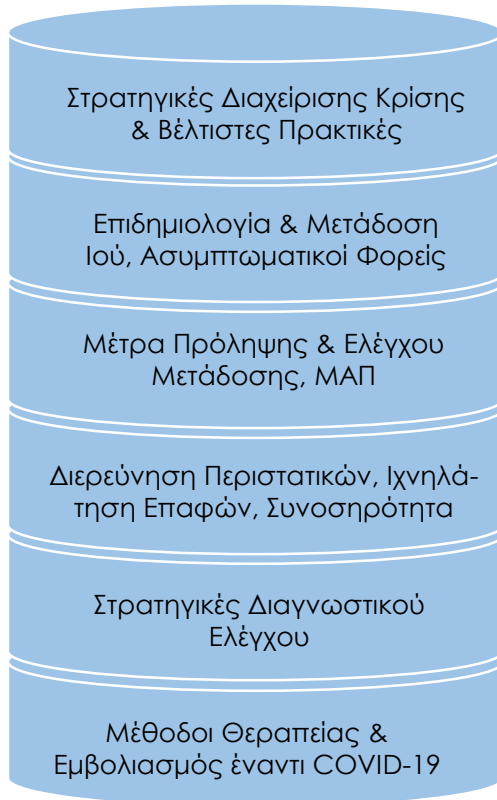 Στρατηγικές Διαχείρισης Κρίσης
& Βέλτιστες Πρακτικές
Επιδημιολογία & Μετάδοση
Ιού, Ασυμπτωματικοί Φορείς
Μέτρα Πρόληψης & Ελέγχου
Μετάδοσης, ΜΑΠ
Διερεύνηση Περιστατικών, Ιχνηλά-
τηση Επαφών, Συνοσηρότητα
Στρατηγικές Διαγνωστικού
Ελέγχου
Μέθοδοι Θεραπείας &
Εμβολιασμός έναντι COVID-19